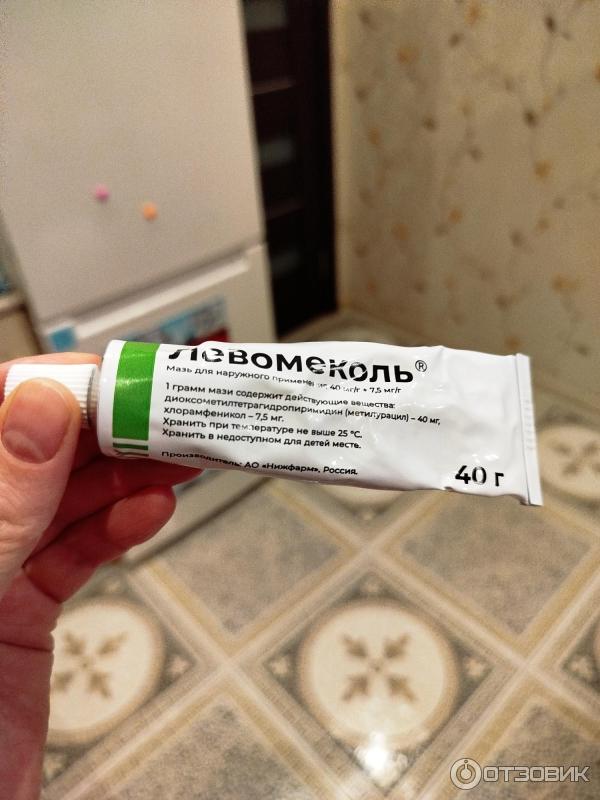 Левомеколь®
Мазь для наружного применения 40 мг/г + 7,5 мг/г
1 грамм мази содержит действующие вещества:
диоксометилтетрагидропиримидин (метилурацил) – 40 мг,
хлорамфеникол – 7,5 мг.
Хранить при температуре не выше 25 °С.
Хранить в недоступном для детей месте.
Производитель: АО «Нижфарм», Россия.
40 г
ОТЗОВИК